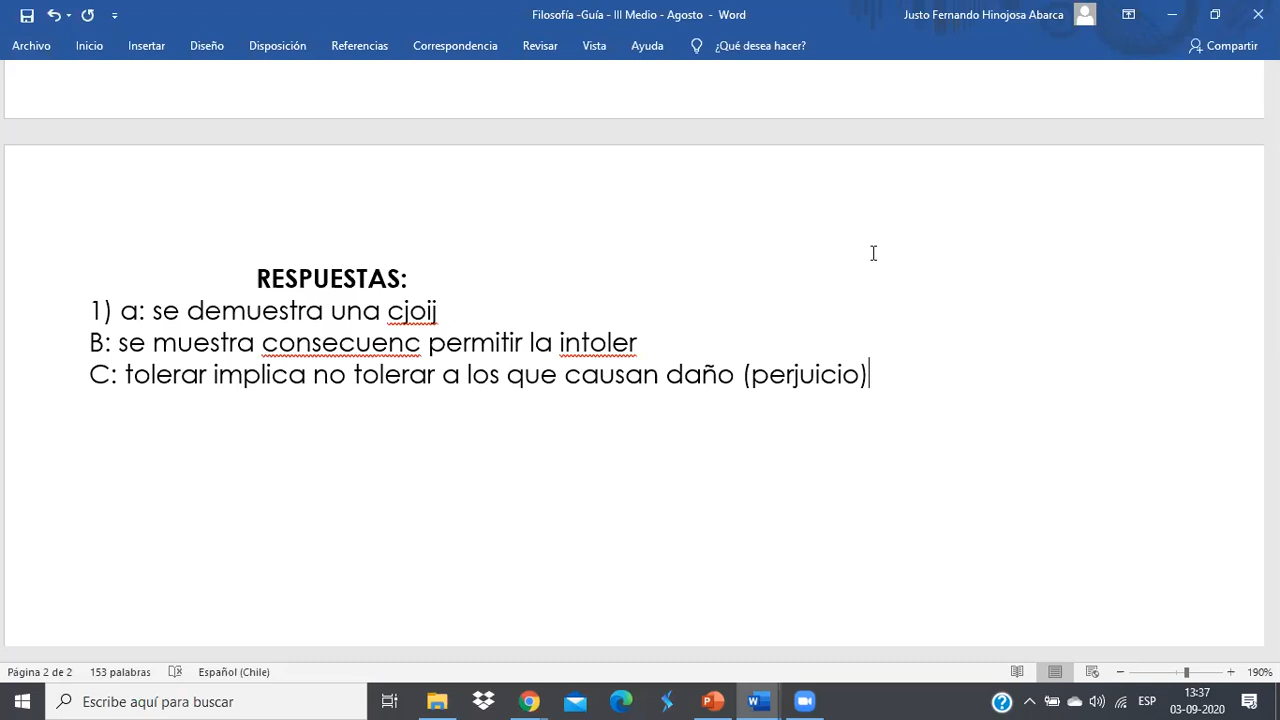 Filosofía -Guía - III Medio - Agosto - Word
Justo Fernando Hinojosa Abarca
Archivo Inicio Insertar Diseño Disposición Referencias Correspondencia Revisar Vista Ayuda ¿Qué desea hacer? Compartir
RESPUESTAS:
1) a: se demuestra una cjoij
B: se muestra consecuenc permitir la intoler
C: tolerar implica no tolerar a los que causan daño (perjuicio)
Página 2 de 2 153 palabras Español (Chile) 190%
Escribe aquí para buscar
ESP
13:37
03-09-2020